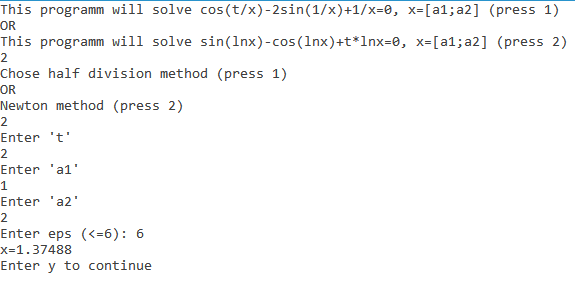 This programm will solve cos(t/x)-2sin(1/x)+1/x=0, x=[a1;a2] (press 1)
OR
This programm will solve sin(lnx)-cos(lnx)+t*lnx=0, x=[a1;a2] (press 2)
2
Chose half division method (press 1)
OR
Newton method (press 2)
2
Enter 't'
2
Enter 'a1'
1
Enter 'a2'
2
Enter eps (<=6): 6
x=1.37488
Enter y to continue